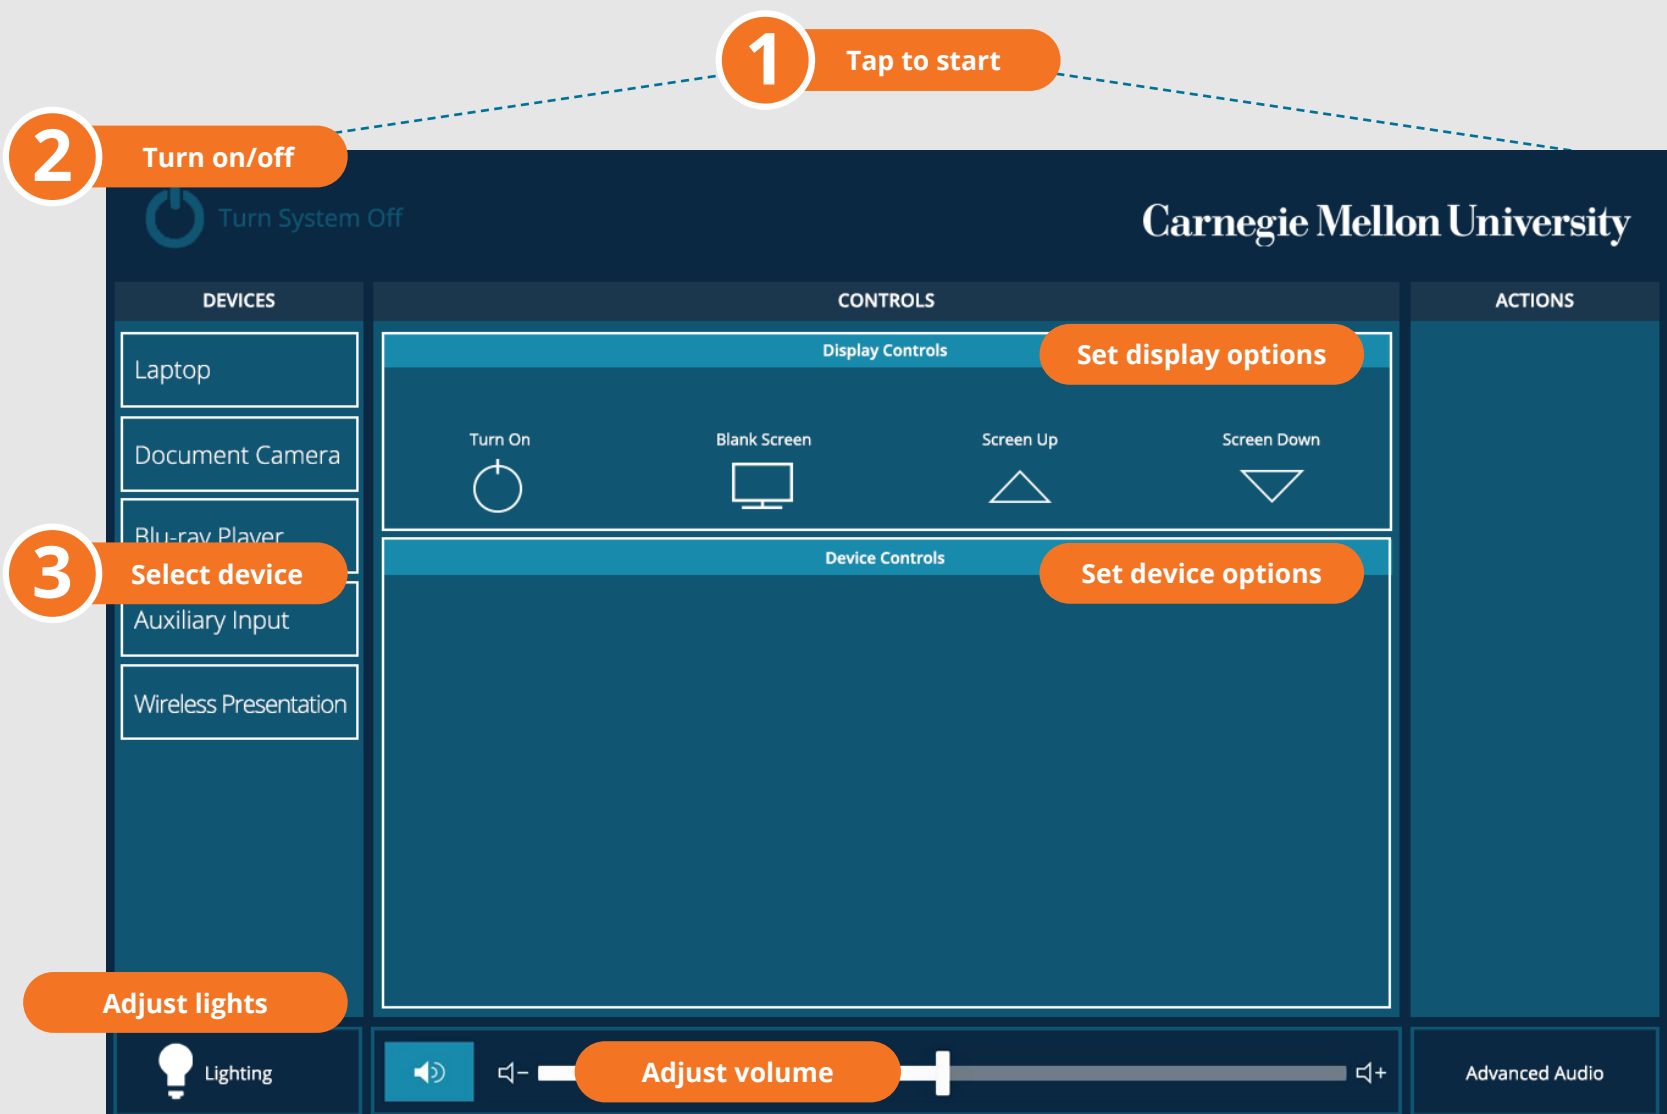 1 Tap to start
2 Turn on/off
Turn System Off
Carnegie Mellon University
DEVICES
CONTROLS
ACTIONS
Laptop
Document Camera
Blu-ray Player
3 Select device
Auxiliary Input
Wireless Presentation
Display Controls
Set display options
Turn On
Blank Screen
Screen Up
Screen Down
Device Controls
Set device options
Adjust lights
Lighting
Adjust volume
Advanced Audio